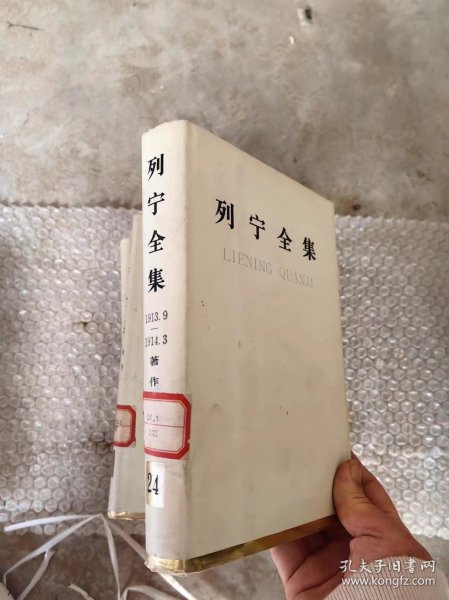 列宁全集
1913.9
—
1914.3
著作
24
列宁全集
LIENING QUANJI
孔夫子旧书网
www.kongfz.com